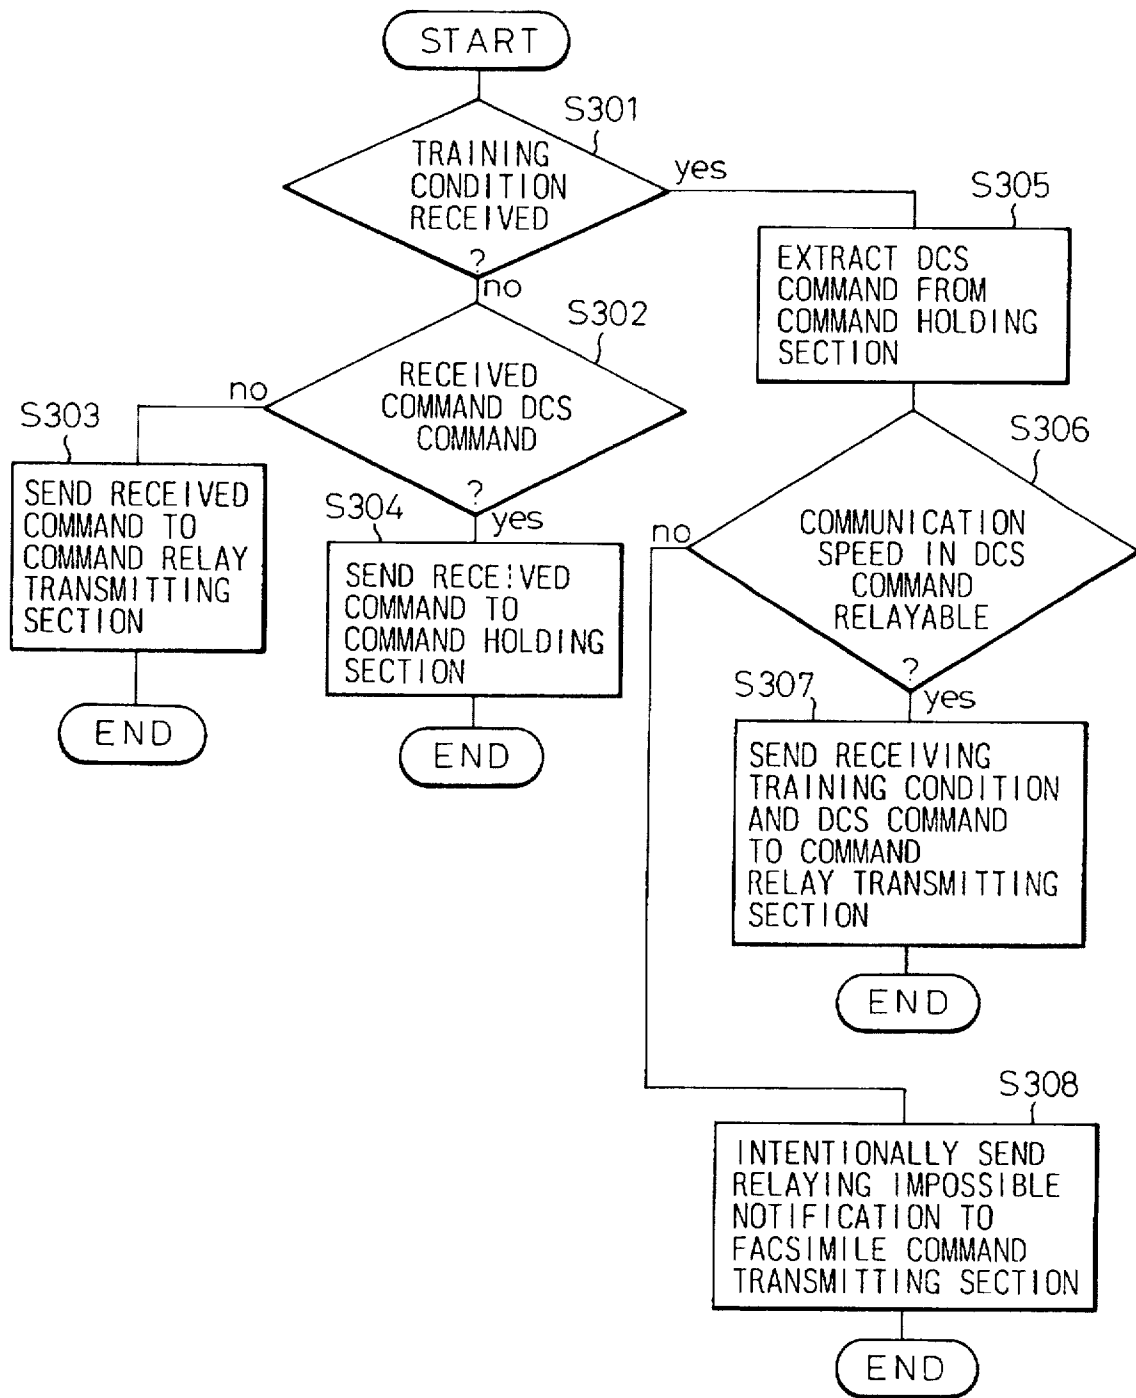 START
S301
TRAINING
CONDITION
RECEIVED
?
yes
no
S305
EXTRACT DCS
COMMAND FROM
COMMAND HOLDING
SECTION
S302
RECEIVED
COMMAND DCS
COMMAND
?
no
yes
S303
SEND RECEIVED
COMMAND TO
COMMAND RELAY
TRANSMITTING
SECTION
END
S304
SEND RECEIVED
COMMAND TO
COMMAND HOLDING
SECTION
END
S306
COMMUNICATION
SPEED IN DCS
COMMAND
RELAYABLE
?
no
yes
S307
SEND RECEIVING
TRAINING CONDITION
AND DCS COMMAND
TO COMMAND
RELAY TRANSMITTING
SECTION
END
S308
INTENTIONALLY SEND
RELAYING IMPOSSIBLE
NOTIFICATION TO
FACSIMILE COMMAND
TRANSMITTING SECTION
END